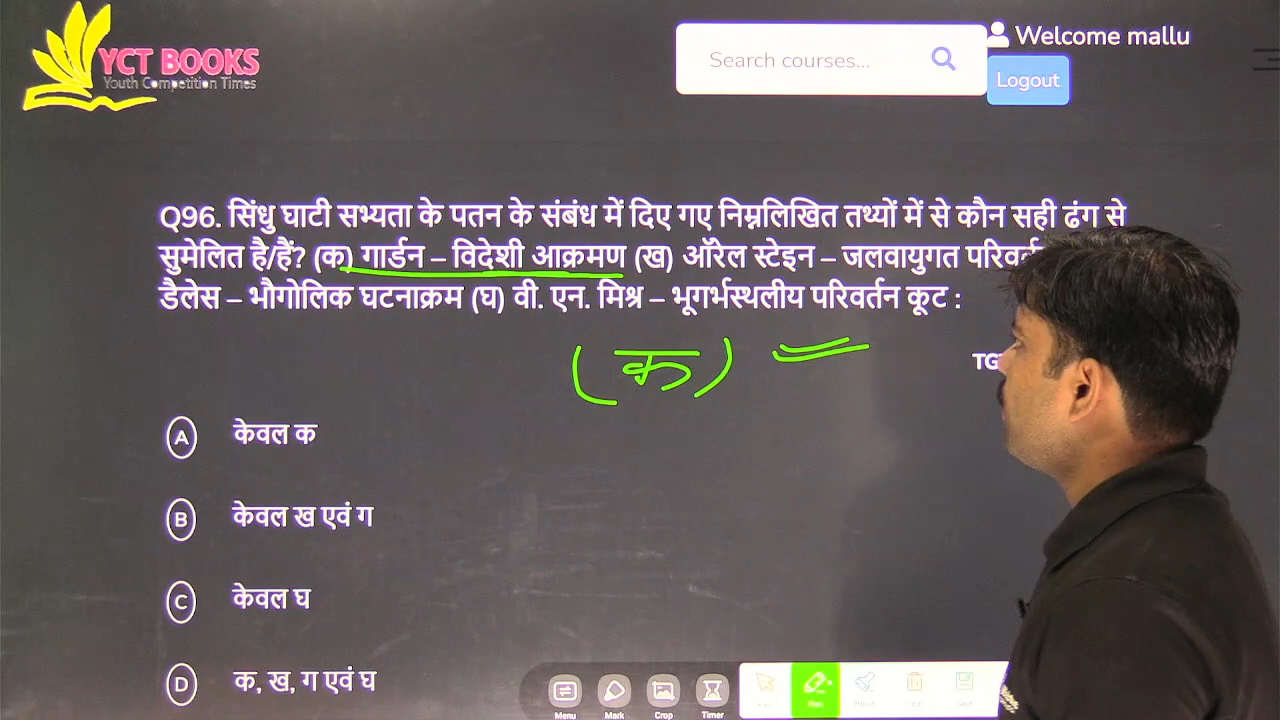 YCT BOOKS
Youth Competition Times
Search courses...
Welcome mallu
Logout
Q96. सिंधु घाटी सभ्यता के पतन के संबंध में दिए गए निम्नलिखित तथ्यों में से कौन सही ढंग से
सुमेलित है/हैं? (क) गार्डन – विदेशी आक्रमण (ख) ऑरेल स्टेइन – जलवायुगत
डैलेस – भौगोलिक घटनाक्रम (घ) वी. एन. मिश्र – भूगर्भस्थलीय परिवर्तन कूट :
(क)
A केवल क
B केवल ख एवं ग
C केवल घ
D क, ख, ग एवं घ
Menu Mark Crop Timer